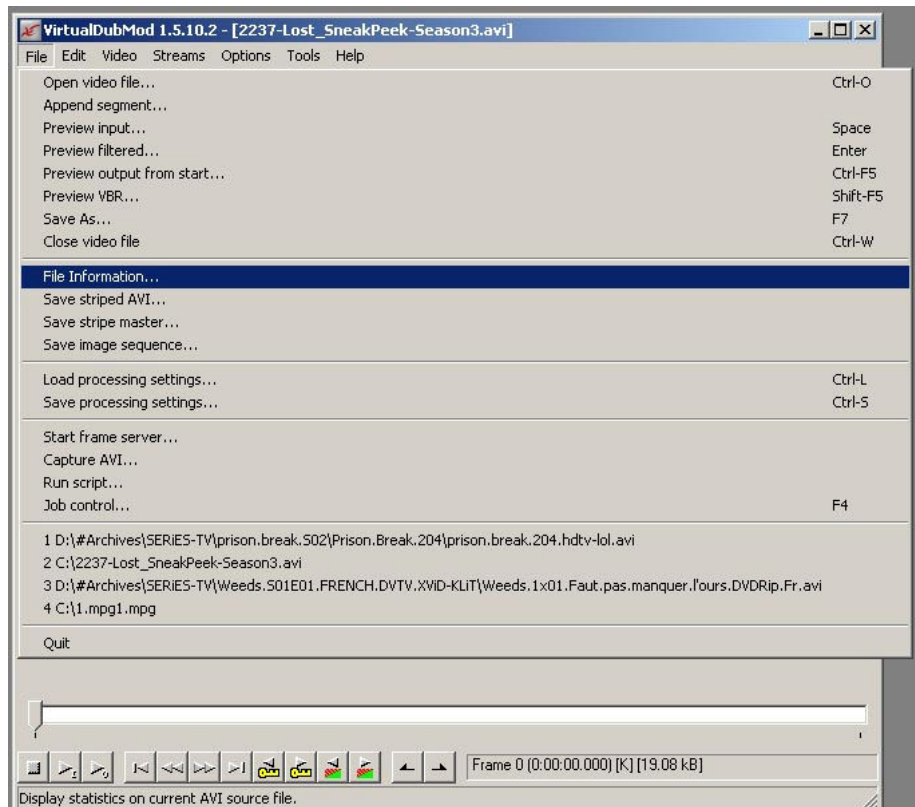 VirtualDubMod 1.5.10.2 - [2237-Lost_SneakPeek-Season3.avi]
File Edit Video Streams Options Tools Help
Open video file... Ctrl-O
Append segment...
Preview input... Space
Preview filtered... Enter
Preview output from start... Ctrl-F5
Preview VBR... Shift-F5
Save As... F7
Close video file Ctrl-W
File Information...
Save striped AVI...
Save stripe master...
Save image sequence...
Load processing settings... Ctrl-L
Save processing settings... Ctrl-S
Start frame server...
Capture AVI...
Run script...
Job control... F4
1 D:\#Archives\SERiES-TV\prison.break.S02\Prison.Break.204\prison.break.204.hdtv-lol.avi
2 C:\2237-Lost_SneakPeek-Season3.avi
3 D:\#Archives\SERiES-TV\Weeds.S01E01.FRENCH.DVTV.XViD-KLiT\Weeds.1x01.Faut.pas.manquer.l'ours.DVDRip.Fr.avi
4 C:\1.mpg1.mpg
Quit
Frame 0 (0:00:00.000) [K] [19.08 kB]
Display statistics on current AVI source file.